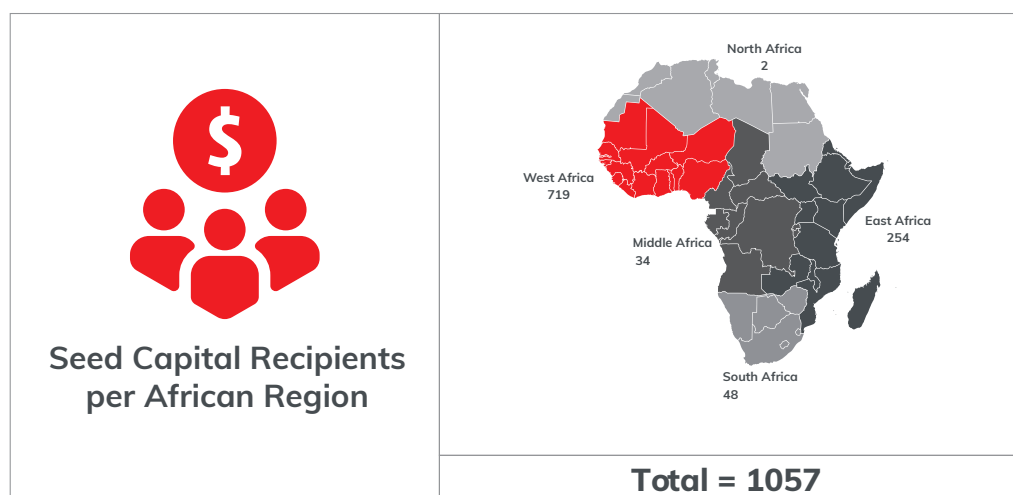 $
Seed Capital Recipients
per African Region
North Africa
2
West Africa
719
East Africa
254
Middle Africa
34
South Africa
48
Total = 1057